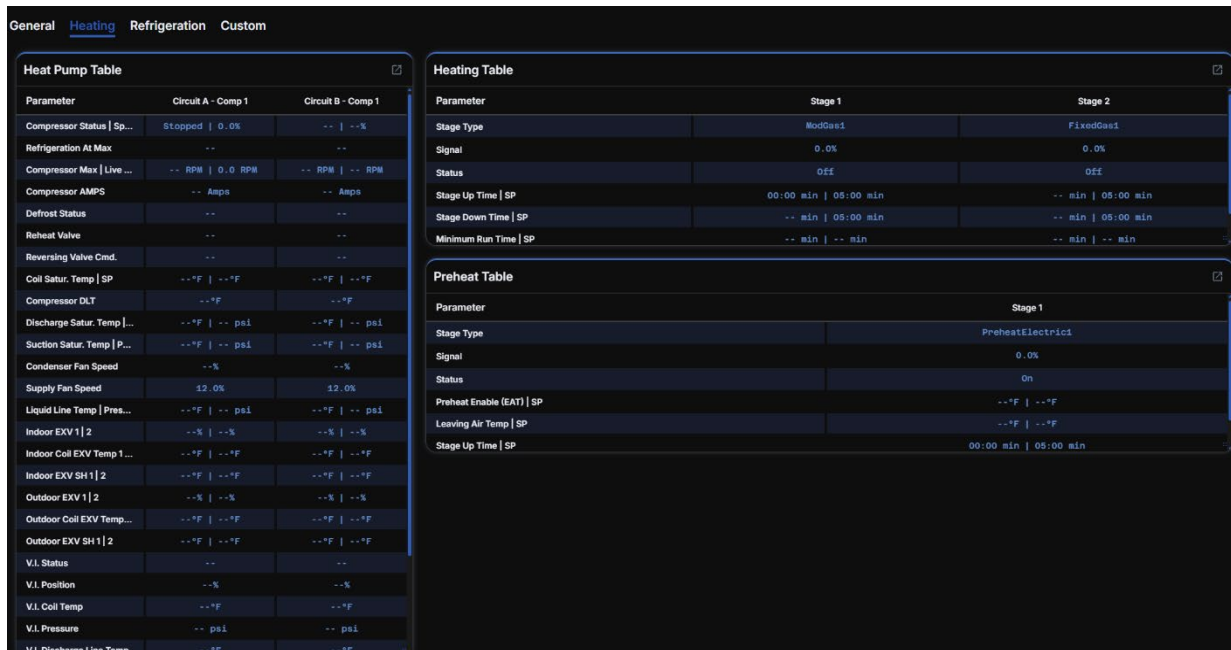 General Heating Refrigeration Custom
Heat Pump Table
Parameter Circuit A - Comp 1 Circuit B - Comp 1
Compressor Status | Sp... Stopped | 0.0% -- | --%
Refrigeration At Max -- --
Compressor Max | Live ... -- RPM | 0.0 RPM -- RPM | -- RPM
Compressor AMPS -- Amps -- Amps
Defrost Status -- --
Reheat Valve -- --
Reversing Valve Cmd. -- --
Coil Satur. Temp | SP --°F | --°F --°F | --°F
Compressor DLT --°F --°F
Discharge Satur. Temp |... --°F | -- psi --°F | -- psi
Suction Satur. Temp | P... --°F | -- psi --°F | -- psi
Condenser Fan Speed --% --%
Supply Fan Speed 12.0% 12.0%
Liquid Line Temp | Pres... --°F | -- psi --°F | -- psi
Indoor EXV 1 | 2 --% | --% --% | --%
Indoor Coil EXV Temp 1 ... --°F | --°F --°F | --°F
Indoor EXV SH 1 | 2 --°F | --°F --°F | --°F
Outdoor EXV 1 | 2 --% | --% --% | --%
Outdoor Coil EXV Temp... --°F | --°F --°F | --°F
Outdoor EXV SH 1 | 2 --°F | --°F --°F | --°F
V.I. Status -- --
V.I. Position --% --%
V.I. Coil Temp --°F --°F
V.I. Pressure -- psi -- psi
V.I. Discharge Line Temp --°F --°F
Heating Table
Parameter Stage 1 Stage 2
Stage Type ModGas1 FixedGas1
Signal 0.0% 0.0%
Status Off Off
Stage Up Time | SP 00:00 min | 05:00 min -- min | 05:00 min
Stage Down Time | SP -- min | 05:00 min -- min | 05:00 min
Minimum Run Time | SP -- min | -- min -- min | -- min
Preheat Table
Parameter Stage 1
Stage Type PreheatElectric1
Signal 0.0%
Status On
Preheat Enable (EAT) | SP --°F | --°F
Leaving Air Temp | SP --°F | --°F
Stage Up Time | SP 00:00 min | 05:00 min